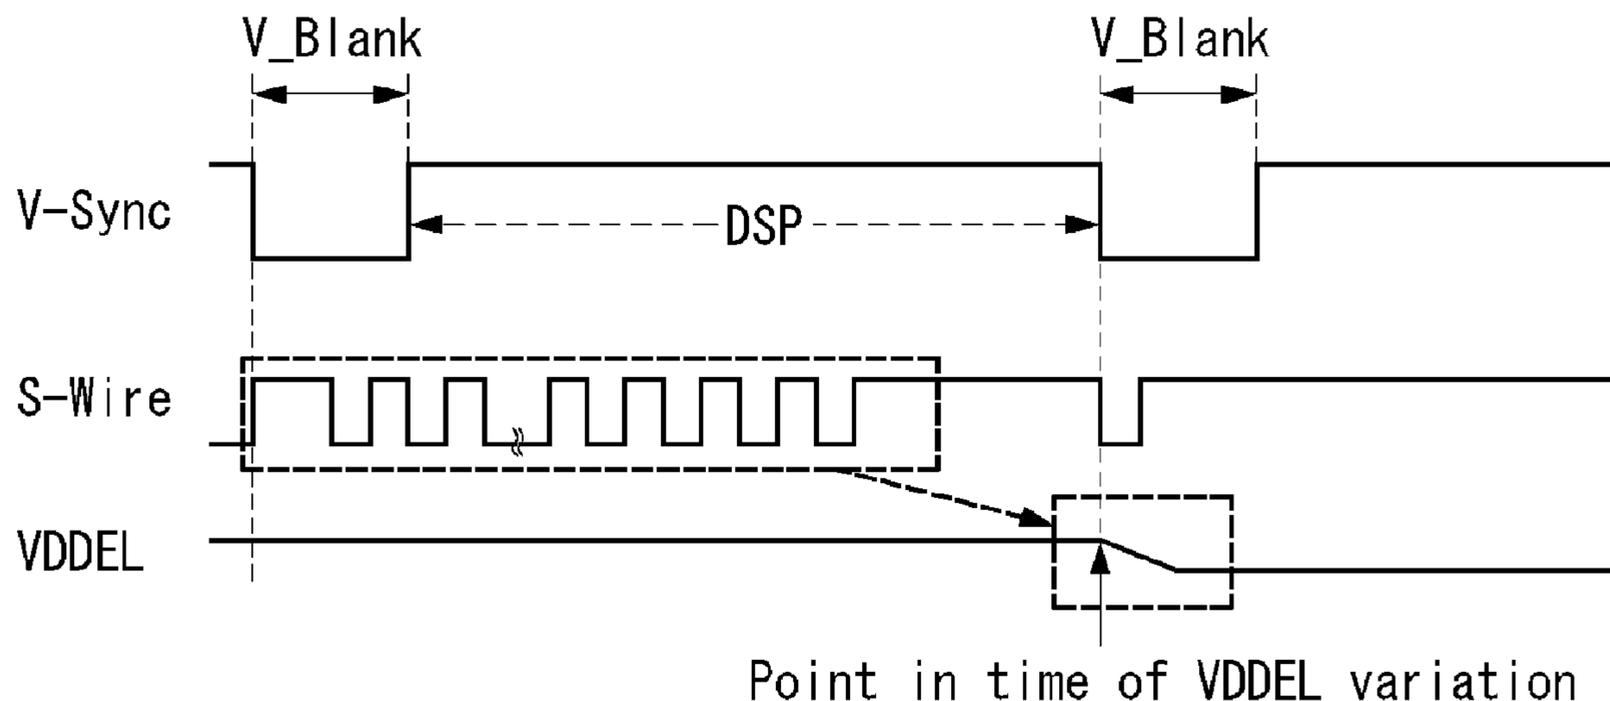 V_Blank V_Blank
V-Sync
DSP
S-Wire
VDDEL
Point in time of VDDEL variation